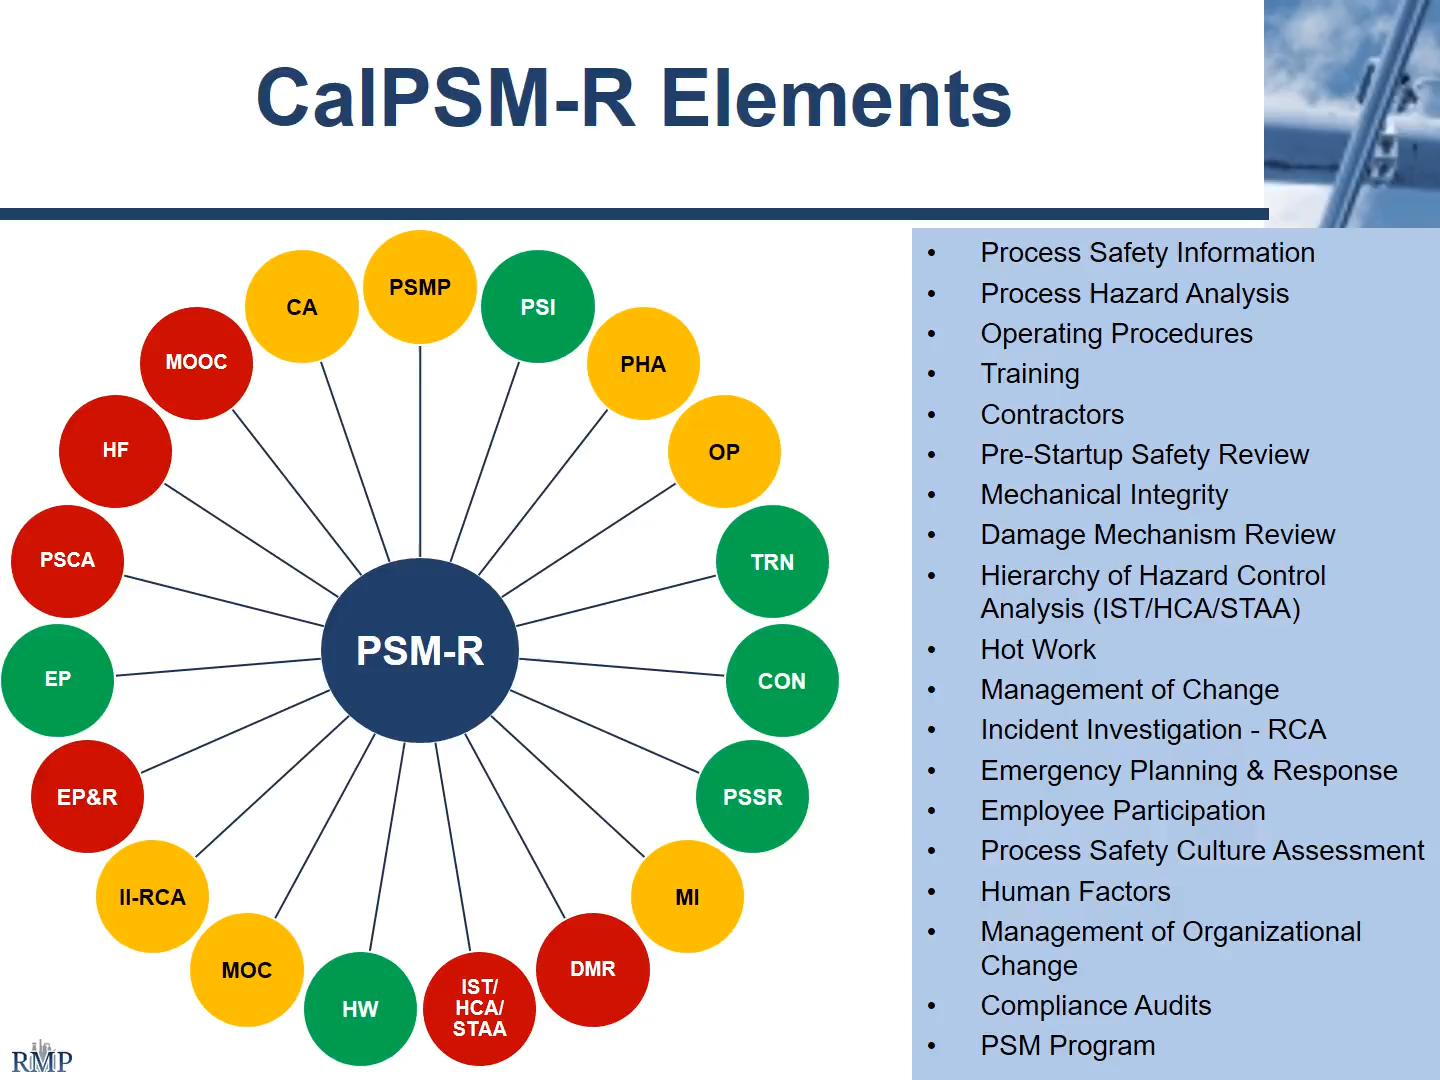 CalPSM-R Elements
PSMP
PSI
PHA
OP
TRN
CON
PSSR
MI
DMR
IST/
HCA/
STAA
HW
MOC
II-RCA
EP&R
EP
PSCA
HF
MOOC
CA
PSM-R
• Process Safety Information
• Process Hazard Analysis
• Operating Procedures
• Training
• Contractors
• Pre-Startup Safety Review
• Mechanical Integrity
• Damage Mechanism Review
• Hierarchy of Hazard Control
Analysis (IST/HCA/STAA)
• Hot Work
• Management of Change
• Incident Investigation - RCA
• Emergency Planning & Response
• Employee Participation
• Process Safety Culture Assessment
• Human Factors
• Management of Organizational
Change
• Compliance Audits
• PSM Program
RMP